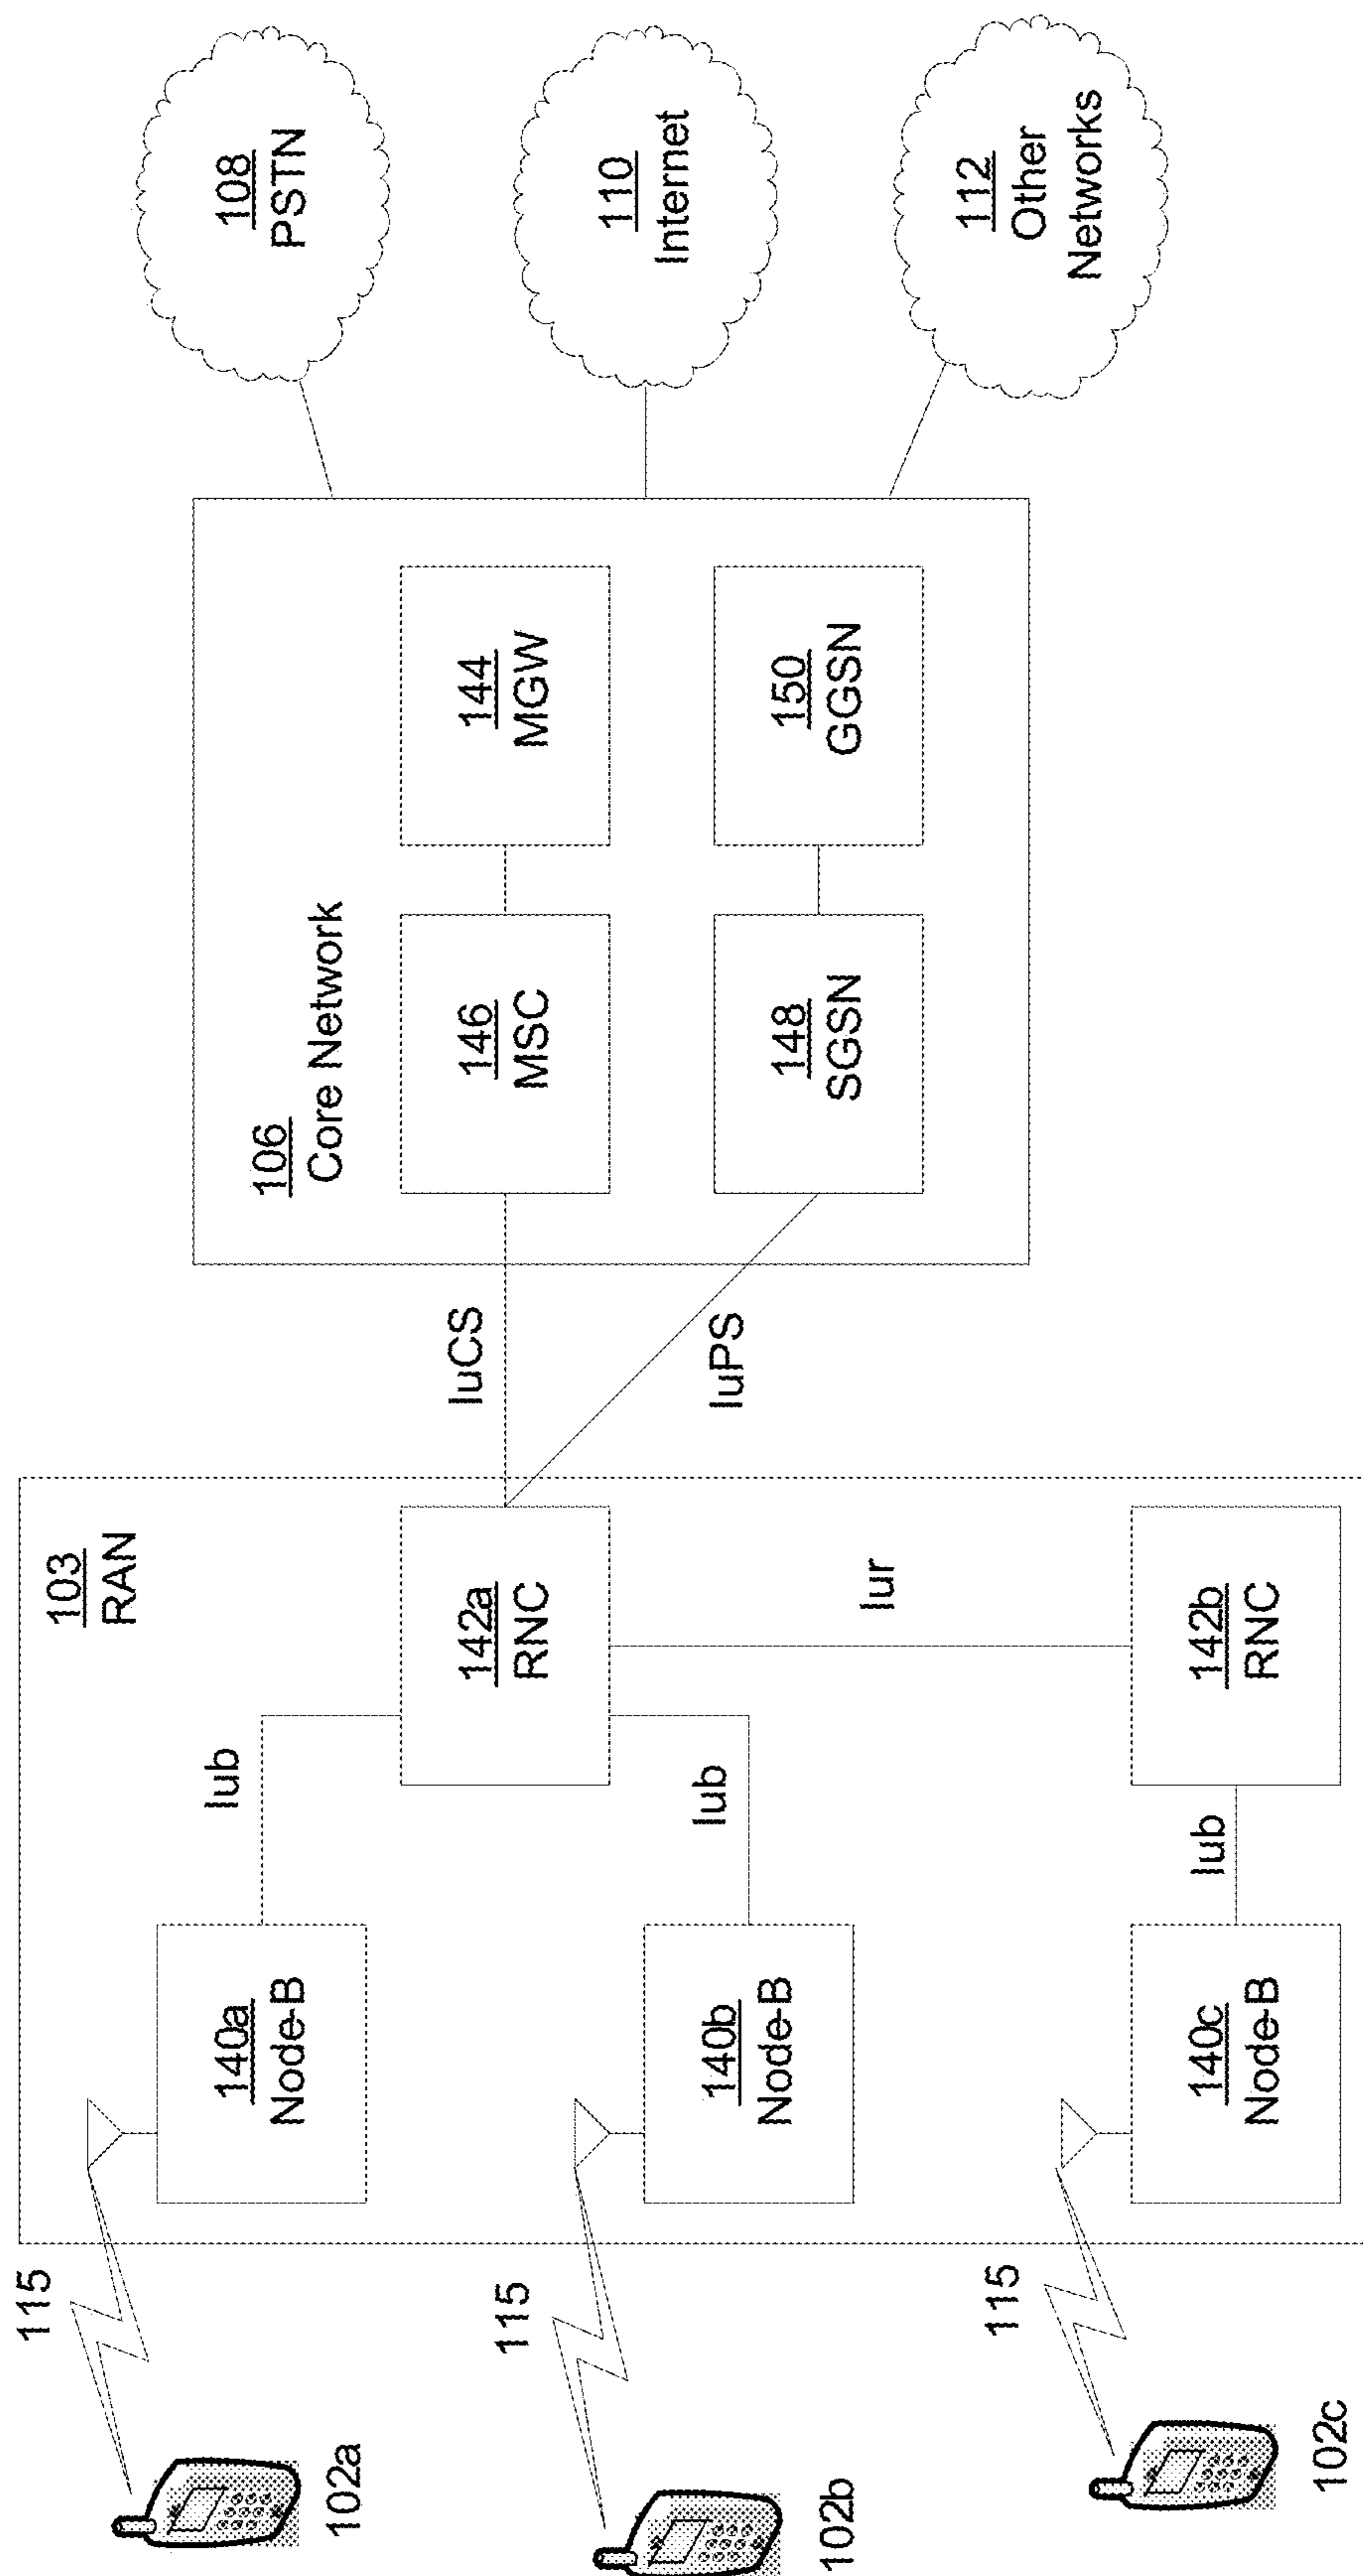 115
102a
115
102b
115
102c
103
RAN
140a
Node-B
140b
Node-B
140c
Node-B
Iub
Iub
Iub
142a
RNC
142b
RNC
Iur
IuCS
IuPS
106
Core Network
146
MSC
144
MGW
148
SGSN
150
GGSN
108
PSTN
110
Internet
112
Other
Networks